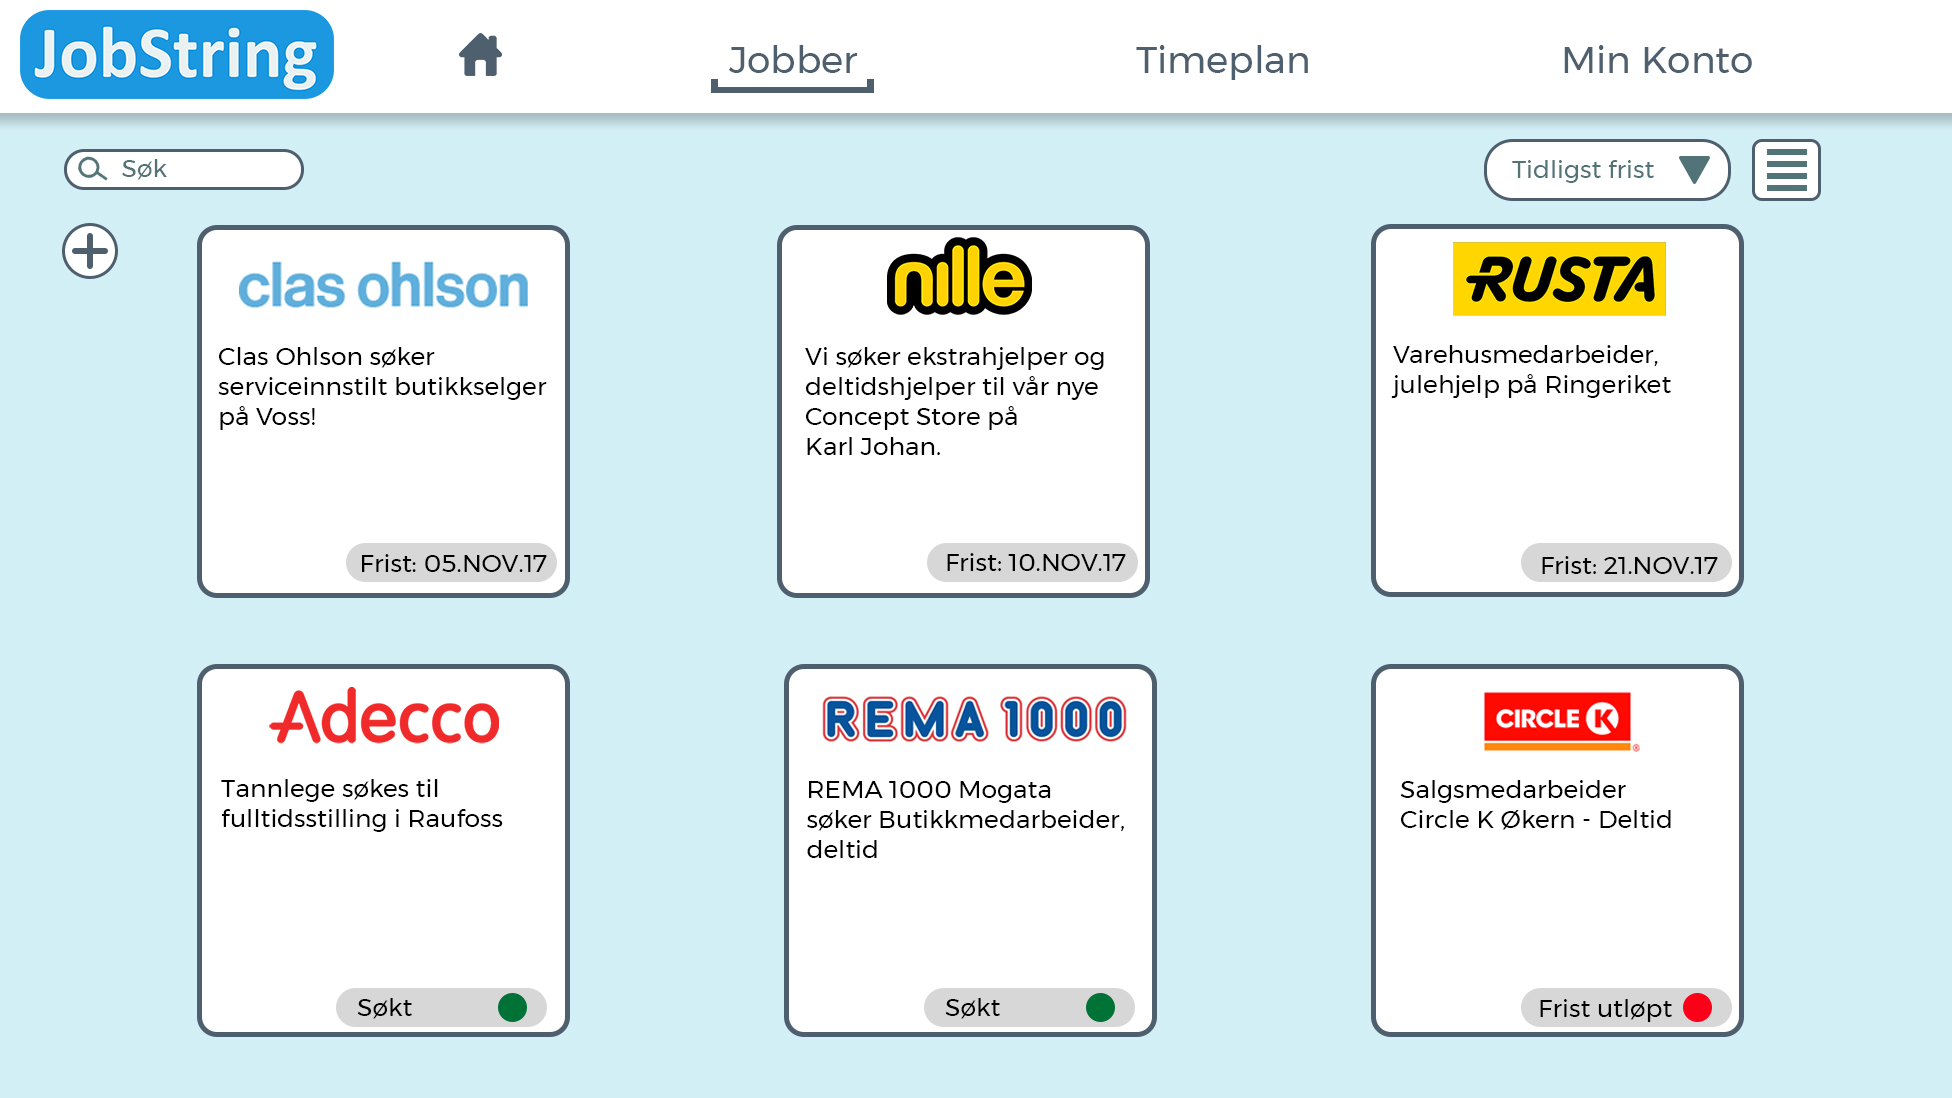 JobString
Jobber
Timeplan
Min Konto
Søk
Tidligst frist
clas ohlson
Clas Ohlson søker
serviceinnstilt butikkselger
på Voss!
Frist: 05.NOV.17
nille
Vi søker ekstrahjelper og
deltidshjelper til vår nye
Concept Store på
Karl Johan.
Frist: 10.NOV.17
RUSTA
Varehusmedarbeider,
julehjelp på Ringeriket
Frist: 21.NOV.17
Adecco
Tannlege søkes til
fulltidsstilling i Raufoss
Søkt
REMA 1000
REMA 1000 Mogata
søker Butikkmedarbeider,
deltid
Søkt
CIRCLE K®
Salgsmedarbeider
Circle K Økern - Deltid
Frist utløpt